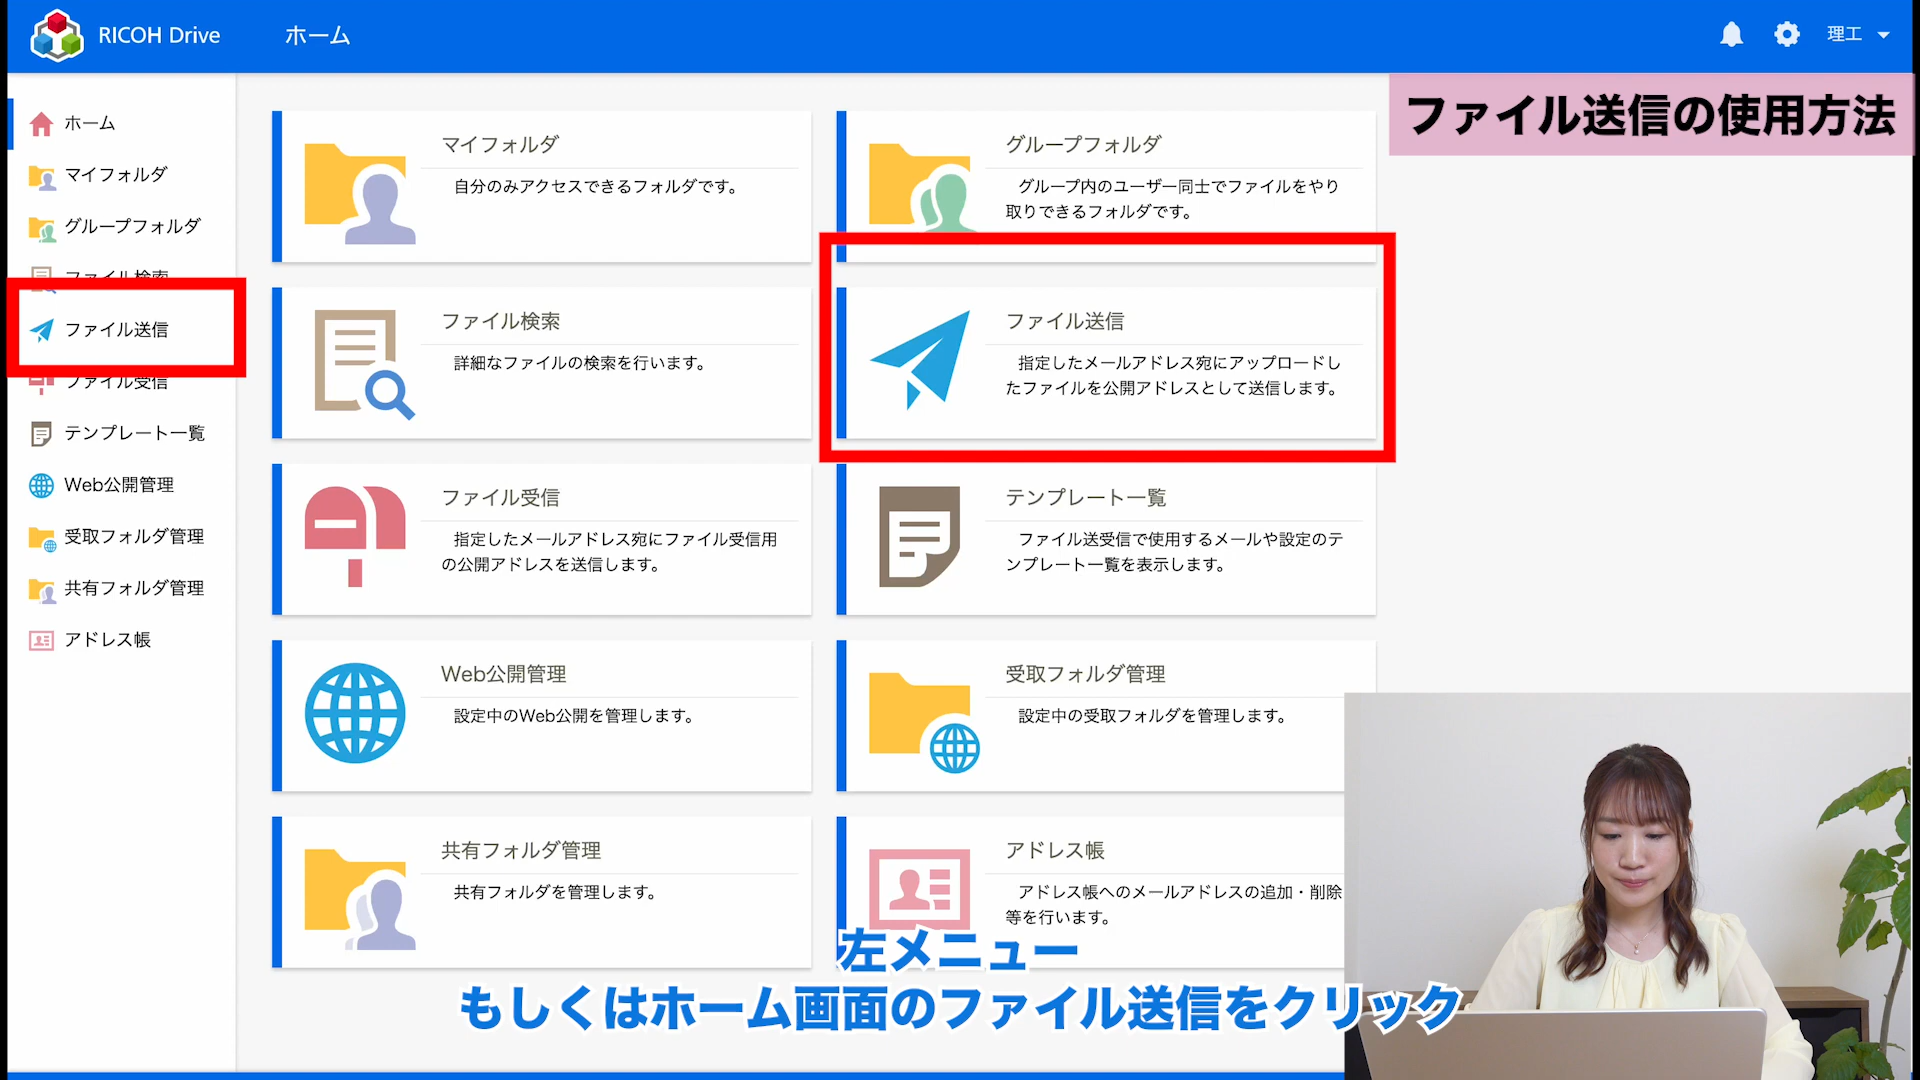 RICOH Drive
ホーム
理工
ファイル送信の使用方法
ホーム
マイフォルダ
グループフォルダ
ファイル検索
ファイル送信
ファイル受信
テンプレート一覧
Web公開管理
受取フォルダ管理
共有フォルダ管理
アドレス帳
マイフォルダ
自分のみアクセスできるフォルダです。
グループフォルダ
グループ内のユーザー同士でファイルをやり
取りできるフォルダです。
ファイル検索
詳細なファイルの検索を行います。
ファイル送信
指定したメールアドレス宛にアップロードし
たファイルを公開アドレスとして送信します。
ファイル受信
指定したメールアドレス宛にファイル受信用
の公開アドレスを送信します。
テンプレート一覧
ファイル送受信で使用するメールや設定のテ
ンプレート一覧を表示します。
Web公開管理
設定中のWeb公開を管理します。
受取フォルダ管理
設定中の受取フォルダを管理します。
共有フォルダ管理
共有フォルダを管理します。
アドレス帳
アドレス帳へのメールアドレスの追加・削除
等を行います。
左メニュー
もしくはホーム画面のファイル送信をクリック